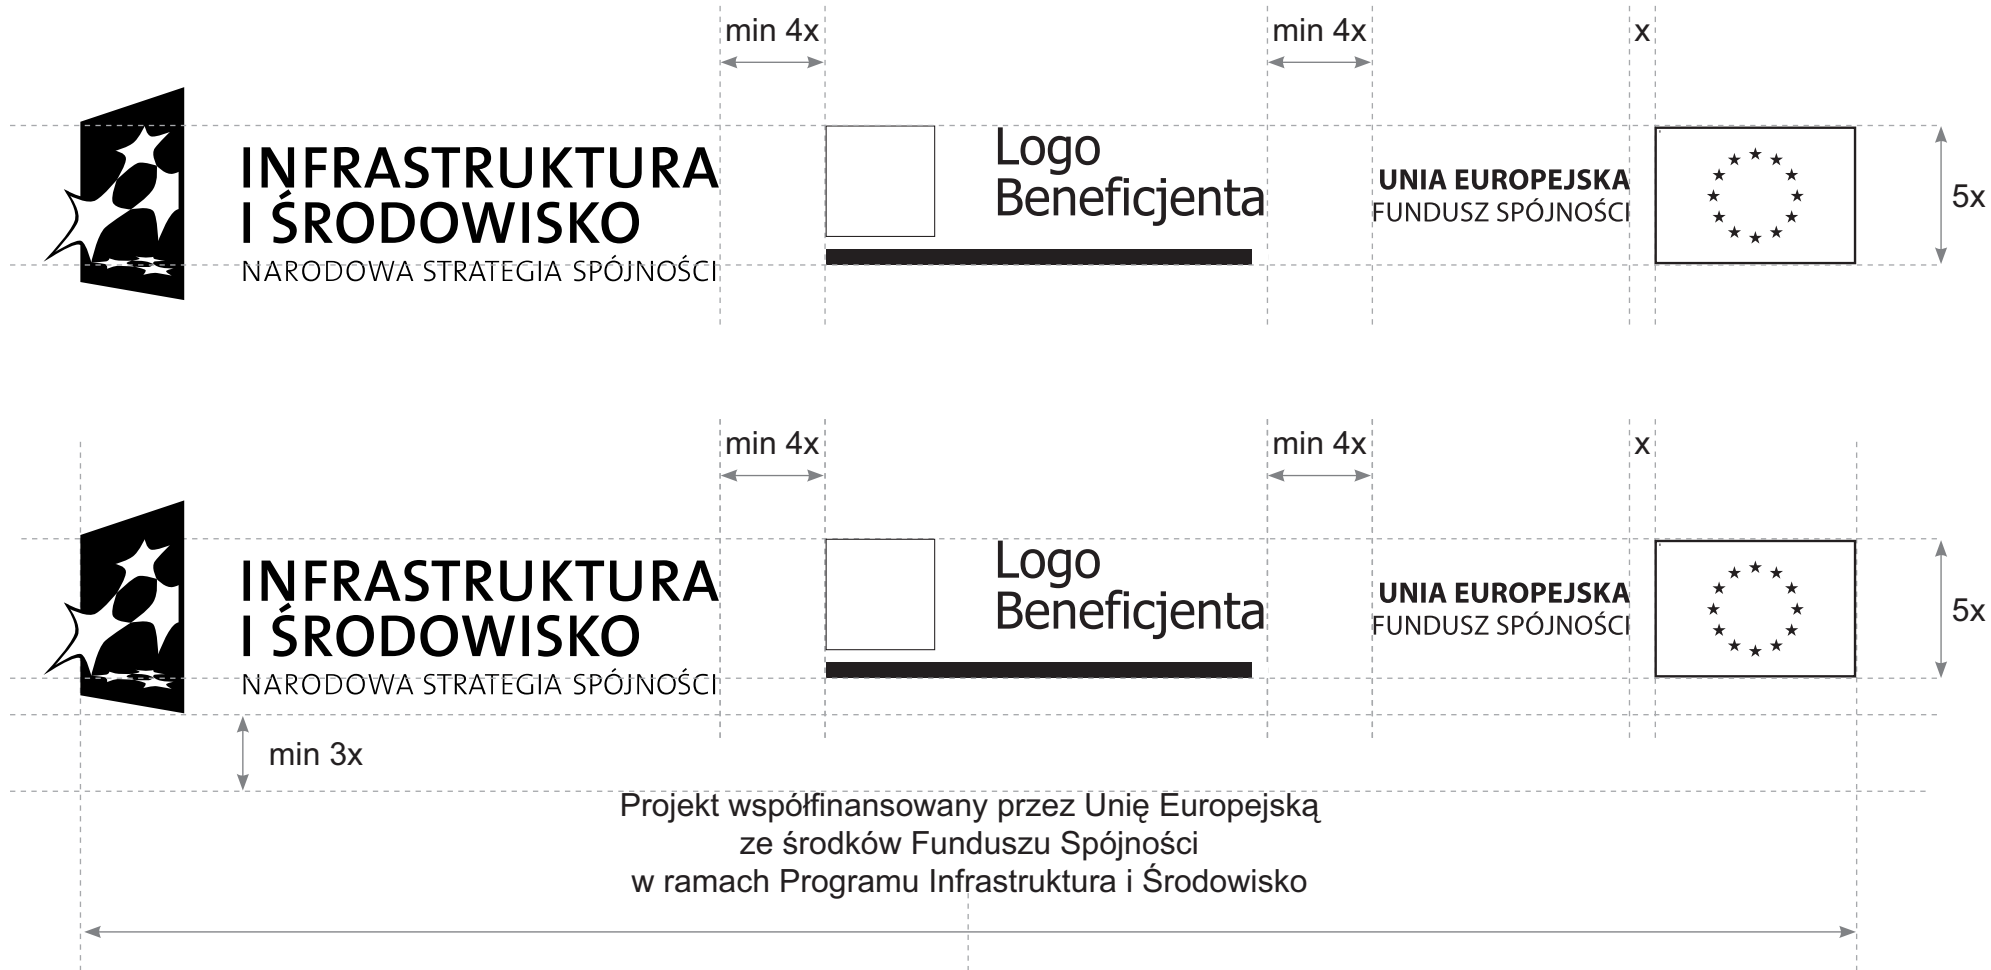 min 4x
min 4x
x
INFRASTRUKTURA
I ŚRODOWISKO
NARODOWA STRATEGIA SPÓJNOŚCI
Logo
Beneficjenta
UNIA EUROPEJSKA
FUNDUSZ SPÓJNOŚCI
5x
min 4x
min 4x
x
INFRASTRUKTURA
I ŚRODOWISKO
NARODOWA STRATEGIA SPÓJNOŚCI
Logo
Beneficjenta
UNIA EUROPEJSKA
FUNDUSZ SPÓJNOŚCI
5x
min 3x
Projekt współfinansowany przez Unię Europejską
ze środków Funduszu Spójności
w ramach Programu Infrastruktura i Środowisko